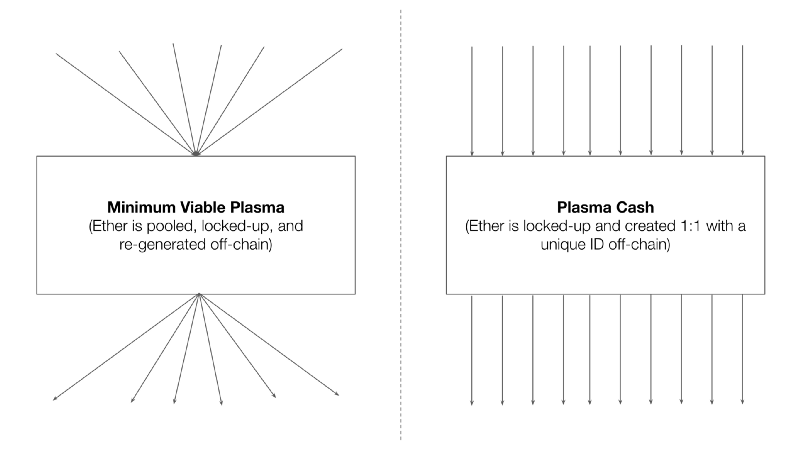 Minimum Viable Plasma
(Ether is pooled, locked-up, and
re-generated off-chain)
Plasma Cash
(Ether is locked-up and created 1:1 with a
unique ID off-chain)